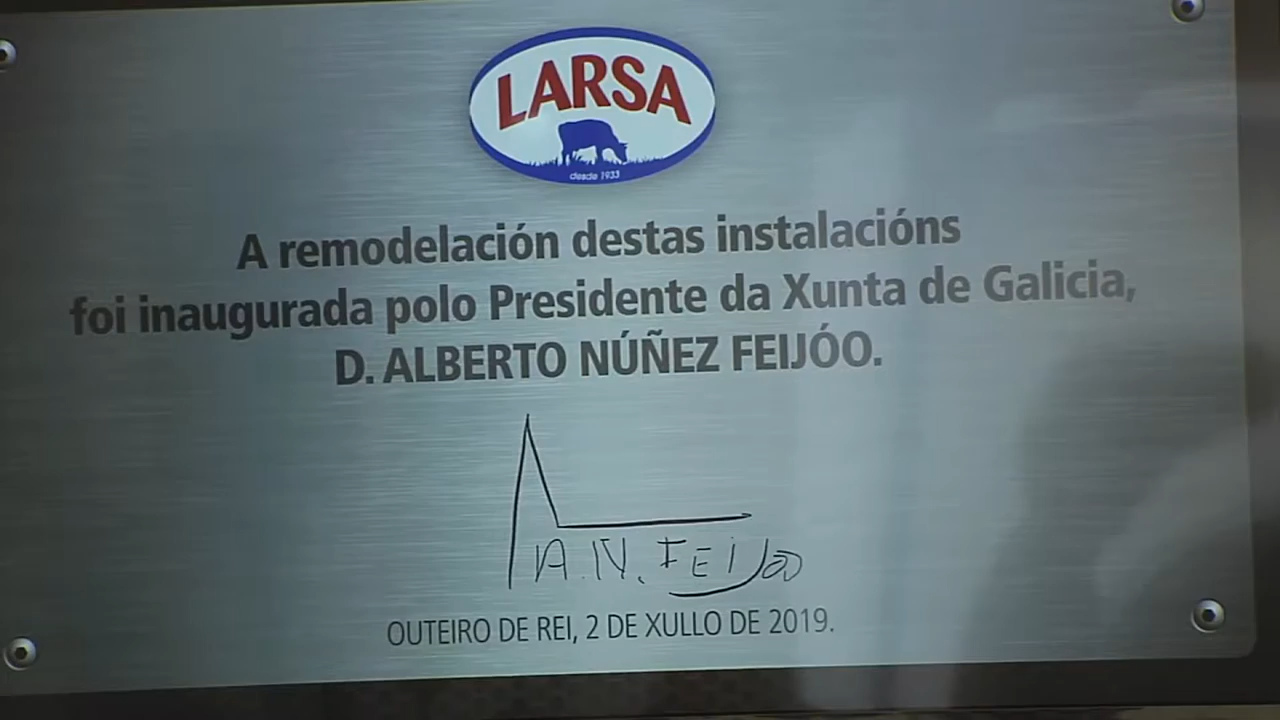 LARSA
desde 1933
A remodelación destas instalacións
foi inaugurada polo Presidente da Xunta de Galicia,
D. ALBERTO NÚÑEZ FEIJÓO.
A.N. FEIJOO
OUTEIRO DE REI, 2 DE XULLO DE 2019.